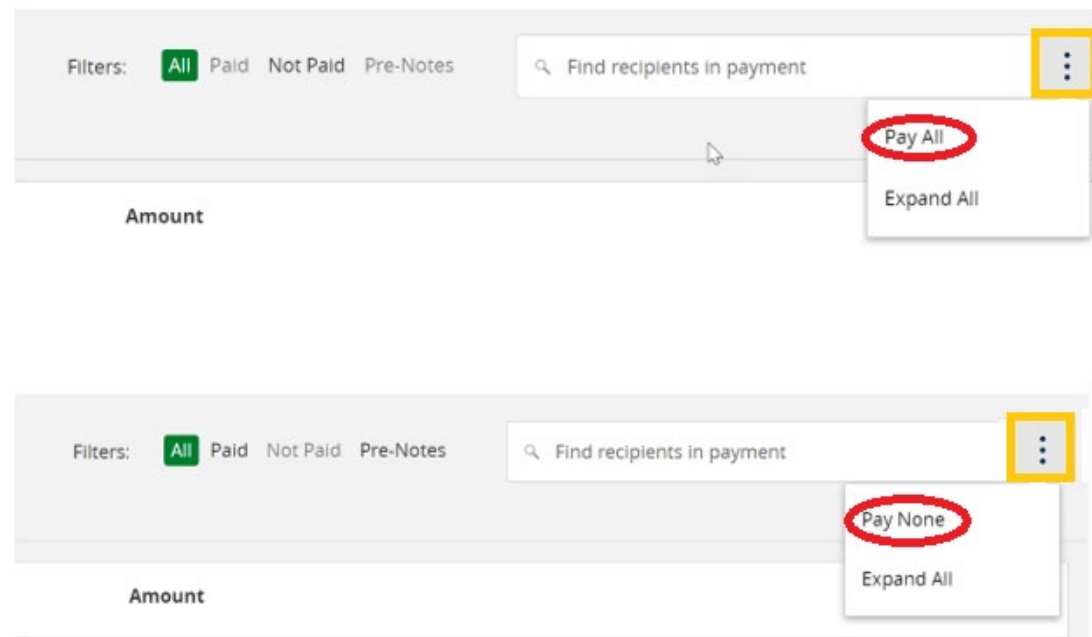 Filters: All Paid Not Paid Pre-Notes Find recipients in payment
Pay All
Expand All
Amount
Filters: All Paid Not Paid Pre-Notes Find recipients in payment
Pay None
Expand All
Amount